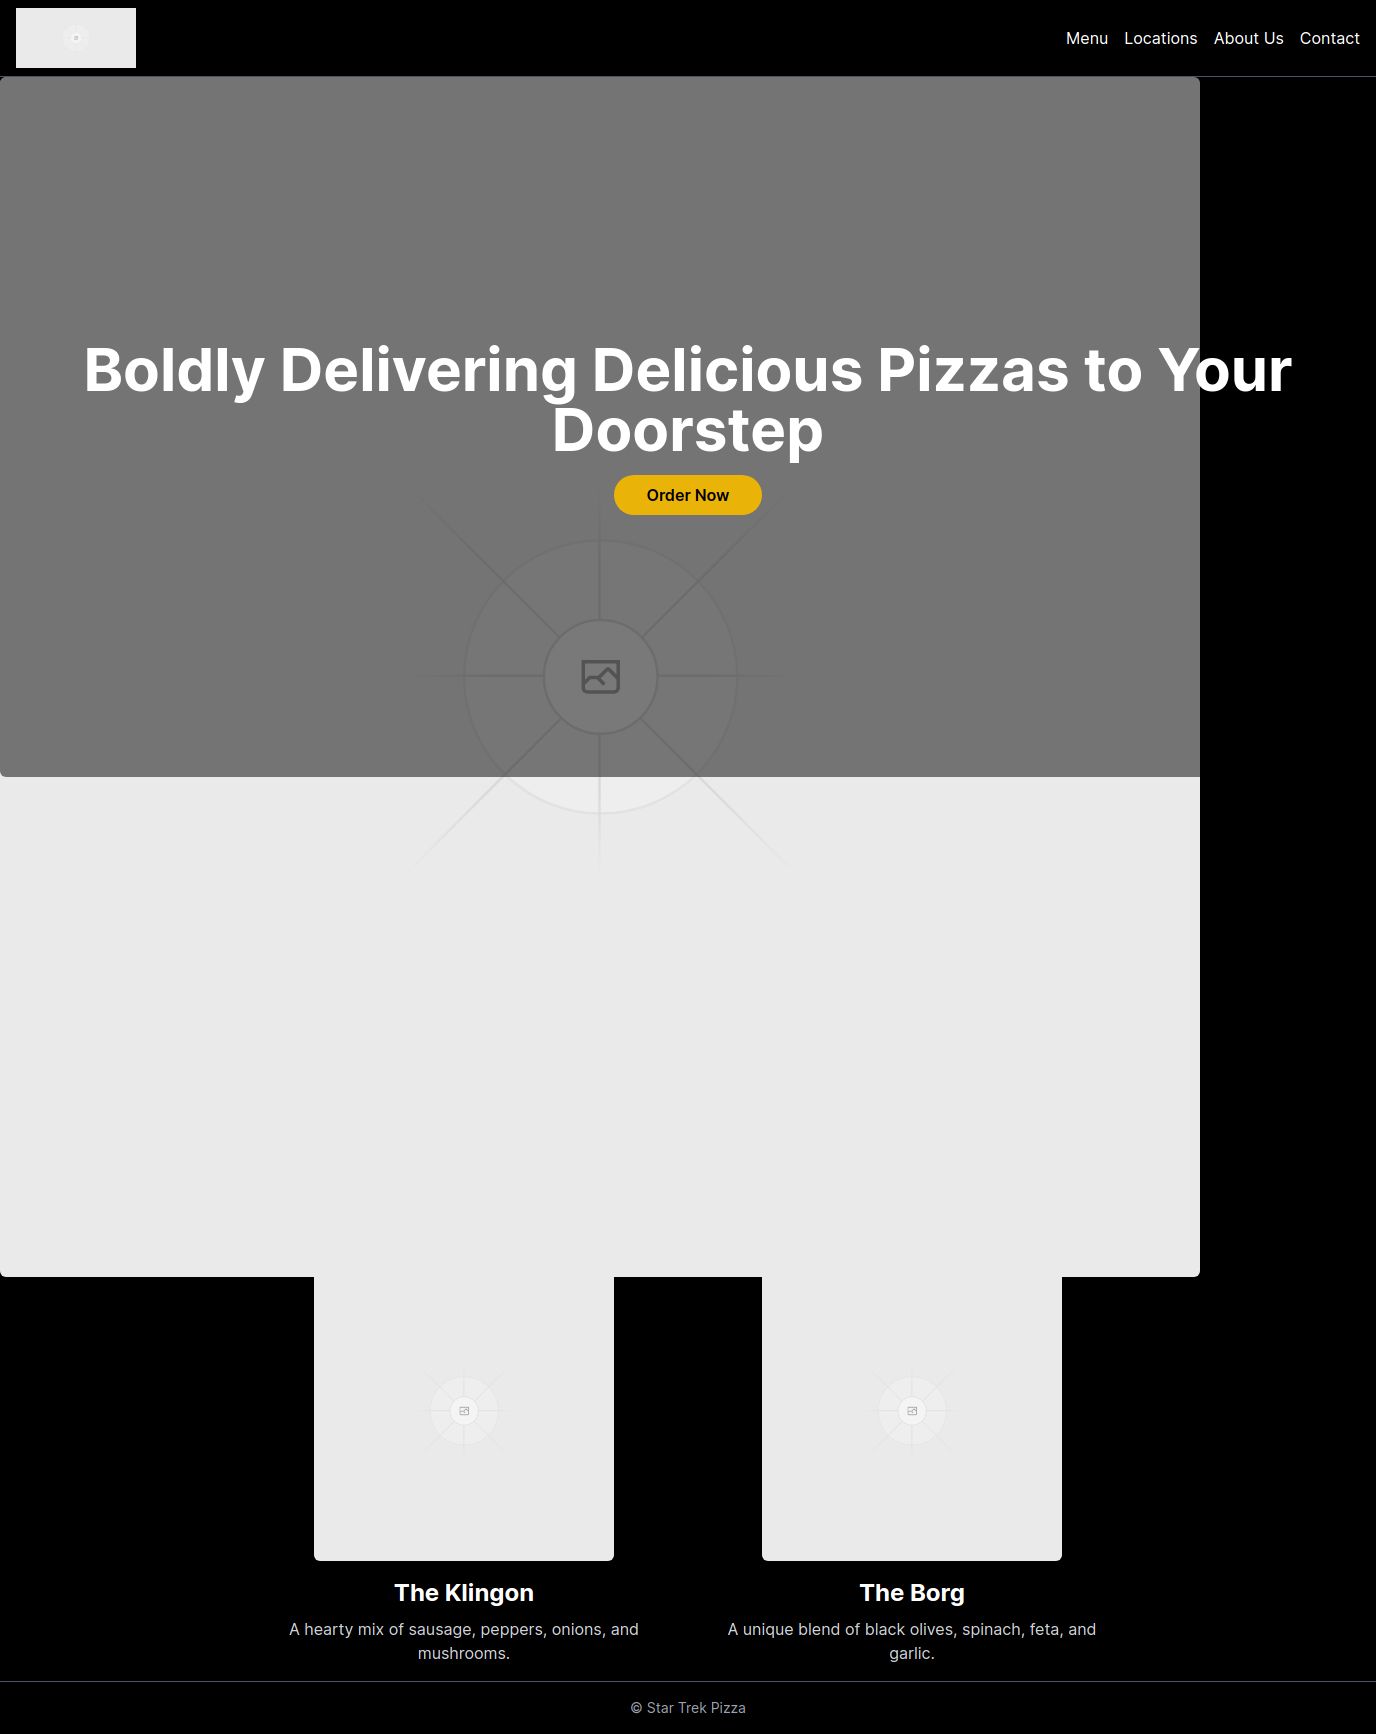 Menu Locations About Us Contact
Boldly Delivering Delicious Pizzas to Your
Doorstep
Order Now
The Klingon
A hearty mix of sausage, peppers, onions, and
mushrooms.
The Borg
A unique blend of black olives, spinach, feta, and
garlic.
© Star Trek Pizza